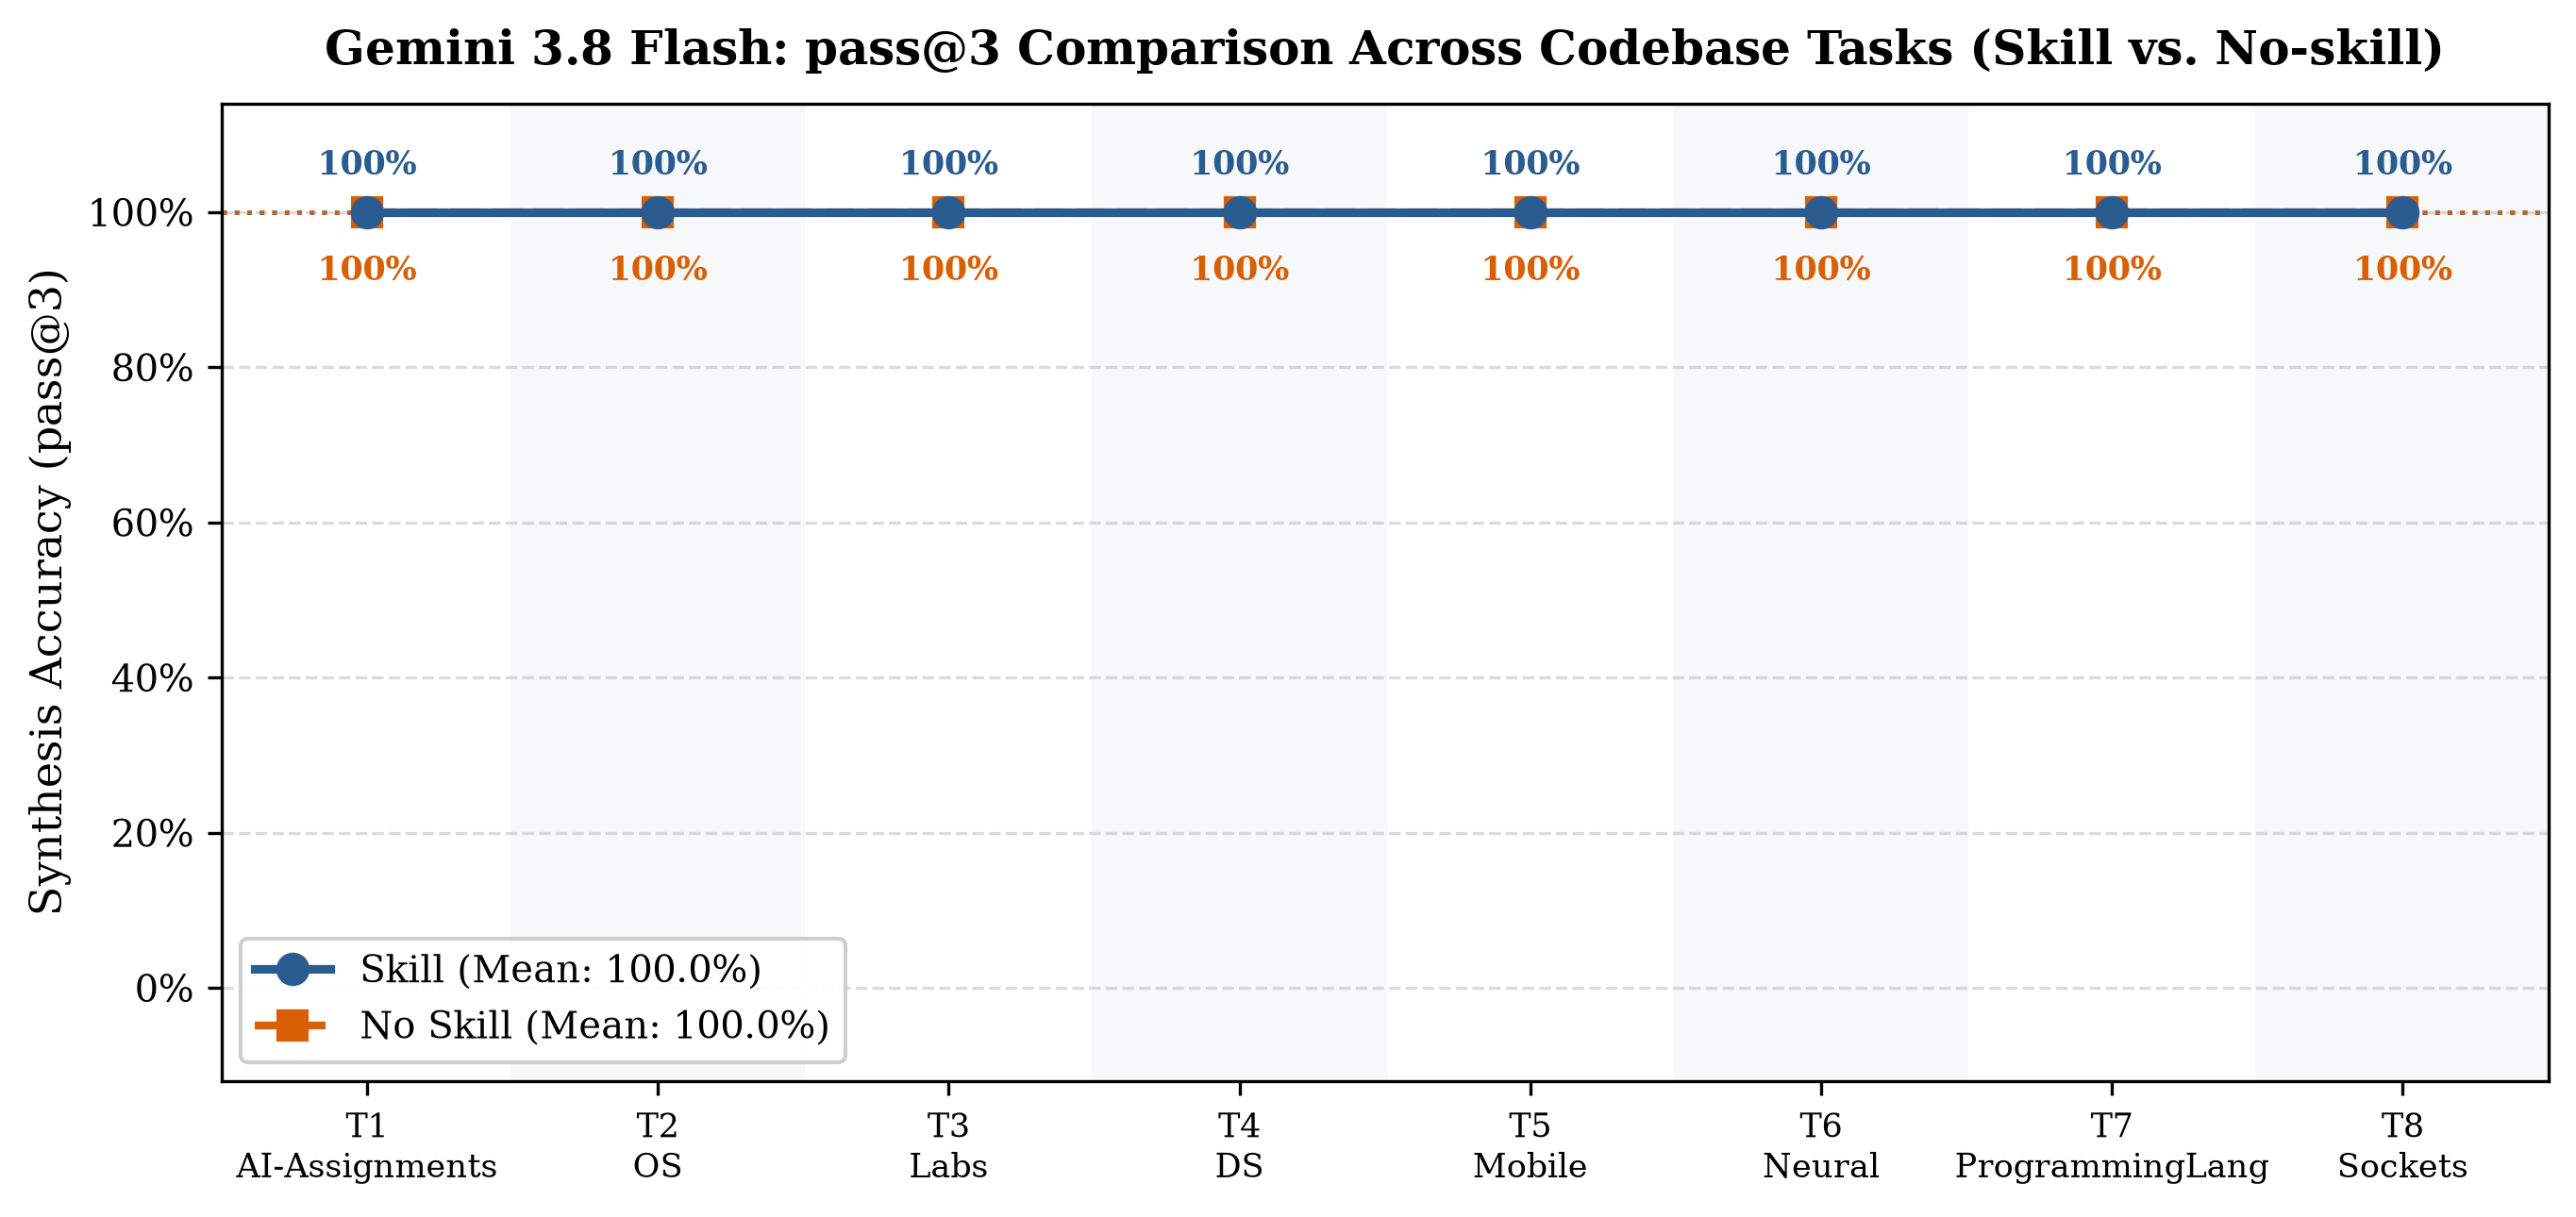 Gemini 3.8 Flash: pass@3 Comparison Across Codebase Tasks (Skill vs. No-skill)
Synthesis Accuracy (pass@3)
100% 100% 100% 100% 100% 100% 100% 100%
100%
100% 100% 100% 100% 100% 100% 100% 100%
80%
60%
40%
20%
0%
Skill (Mean: 100.0%)
No Skill (Mean: 100.0%)
T1 T2 T3 T4 T5 T6 T7 T8
AI-Assignments OS Labs DS Mobile Neural ProgrammingLang Sockets